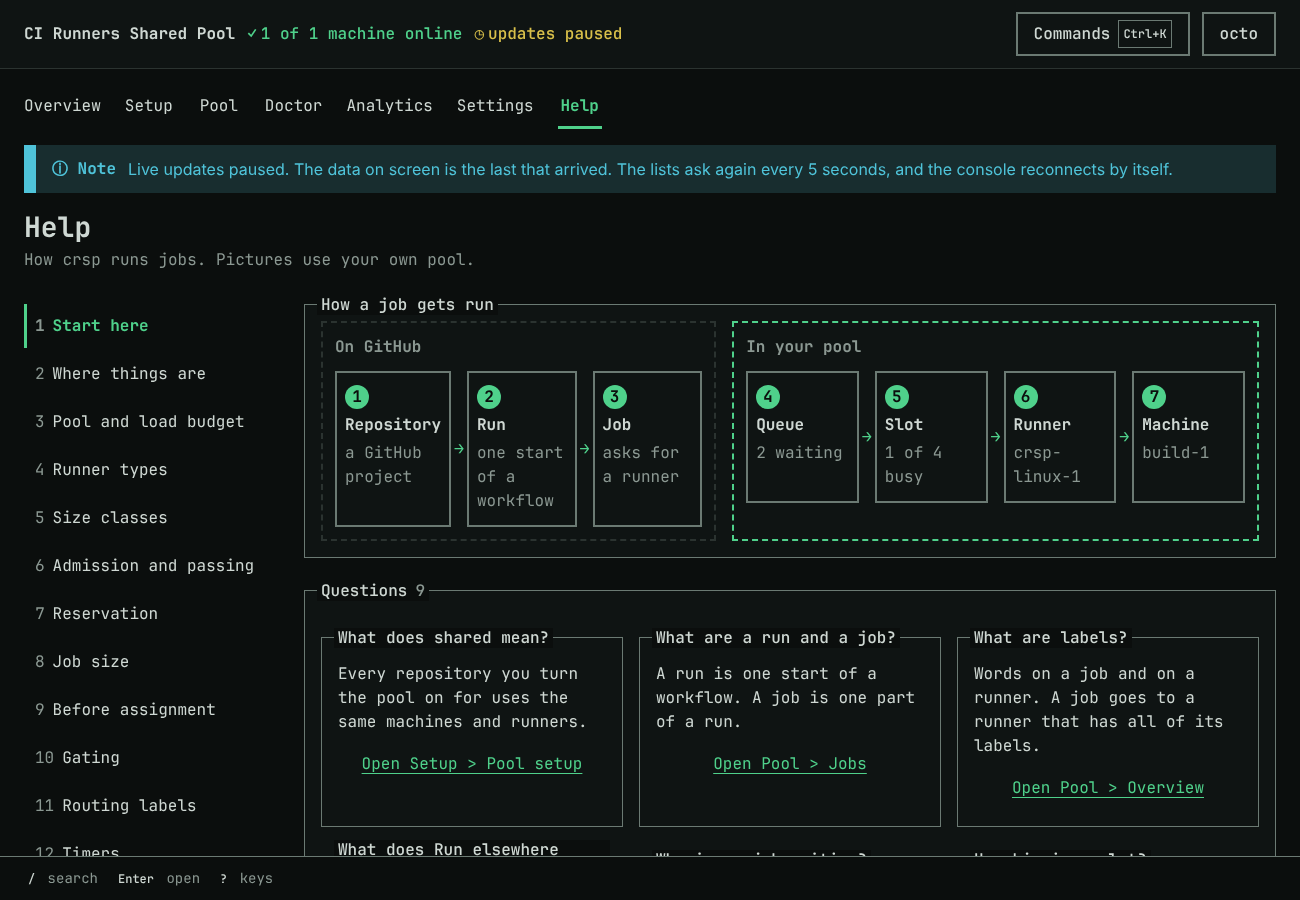 CI Runners Shared Pool ✓ 1 of 1 machine online ◷ updates paused
Commands Ctrl+K
octo
Overview Setup Pool Doctor Analytics Settings Help
ⓘ Note Live updates paused. The data on screen is the last that arrived. The lists ask again every 5 seconds, and the console reconnects by itself.
Help
How crsp runs jobs. Pictures use your own pool.
1 Start here
2 Where things are
3 Pool and load budget
4 Runner types
5 Size classes
6 Admission and passing
7 Reservation
8 Job size
9 Before assignment
10 Gating
11 Routing labels
12 Timers
How a job gets run
On GitHub
1
Repository
a GitHub
project
→
2
Run
one start
of a
workflow
→
3
Job
asks for
a runner
In your pool
4
Queue
2 waiting
→
5
Slot
1 of 4
busy
→
6
Runner
crsp-
linux-1
→
7
Machine
build-1
Questions 9
What does shared mean?
Every repository you turn
the pool on for uses the
same machines and runners.
Open Setup > Pool setup
What are a run and a job?
A run is one start of a
workflow. A job is one part
of a run.
Open Pool > Jobs
What are labels?
Words on a job and on a
runner. A job goes to a
runner that has all of its
labels.
Open Pool > Overview
What does Run elsewhere
/ search Enter open ? keys